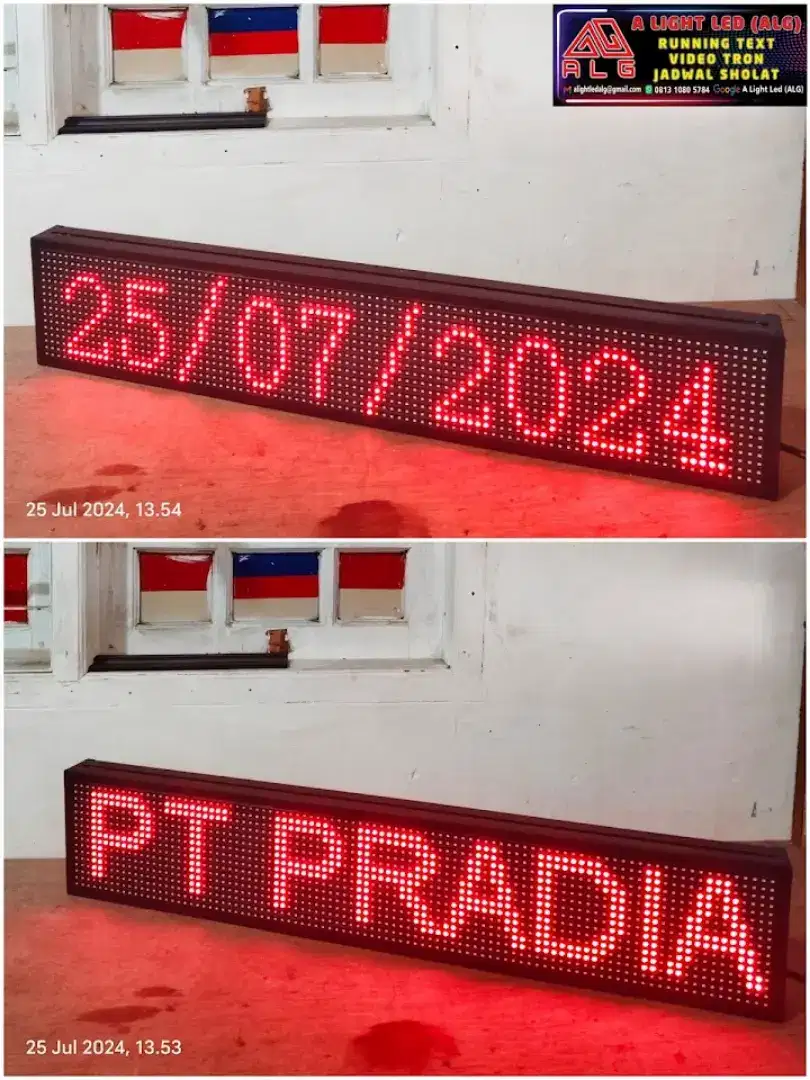 A LIGHT LED (ALG)
RUNNING TEXT
VIDEO TRON
JADWAL SHOLAT
ALG
alightledalg@gmail.com 0813 1080 5784 Google A Light Led (ALG)
25/07/2024
25 Jul 2024, 13.54
PT PRADIA
25 Jul 2024, 13.53